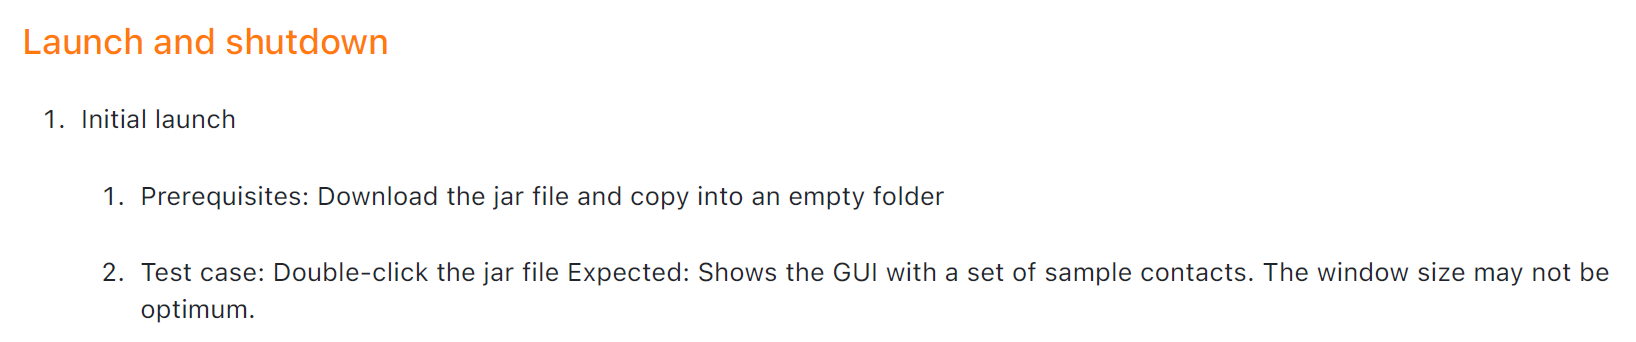 Launch and shutdown
1. Initial launch
1. Prerequisites: Download the jar file and copy into an empty folder
2. Test case: Double-click the jar file Expected: Shows the GUI with a set of sample contacts. The window size may not be
optimum.